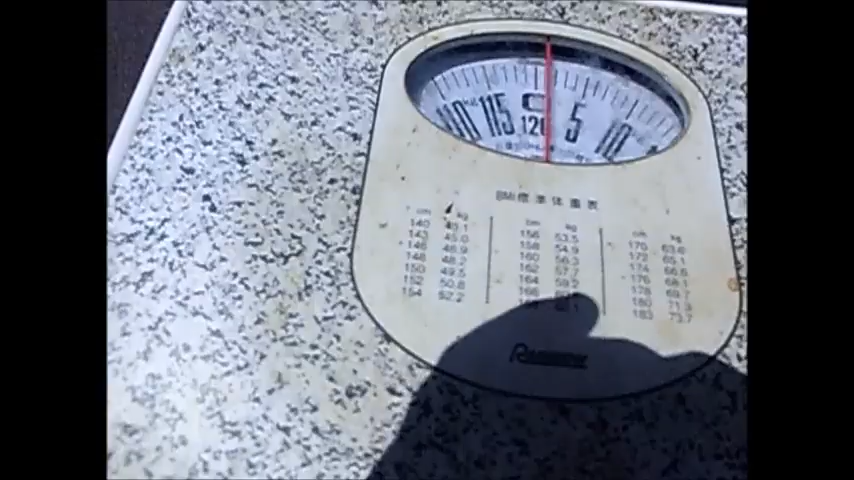 110 115 120 5 10
BMI標準体重表
cm kg cm kg cm kg
140 43.1 156 53.5 170 63.6
143 45.0 158 54.9 172 65.1
146 46.9 160 56.3 174 66.6
148 48.2 162 57.7 176 68.1
150 49.5 164 59.2 178 69.7
152 50.8 166 180 71.3
154 52.2 183 73.7